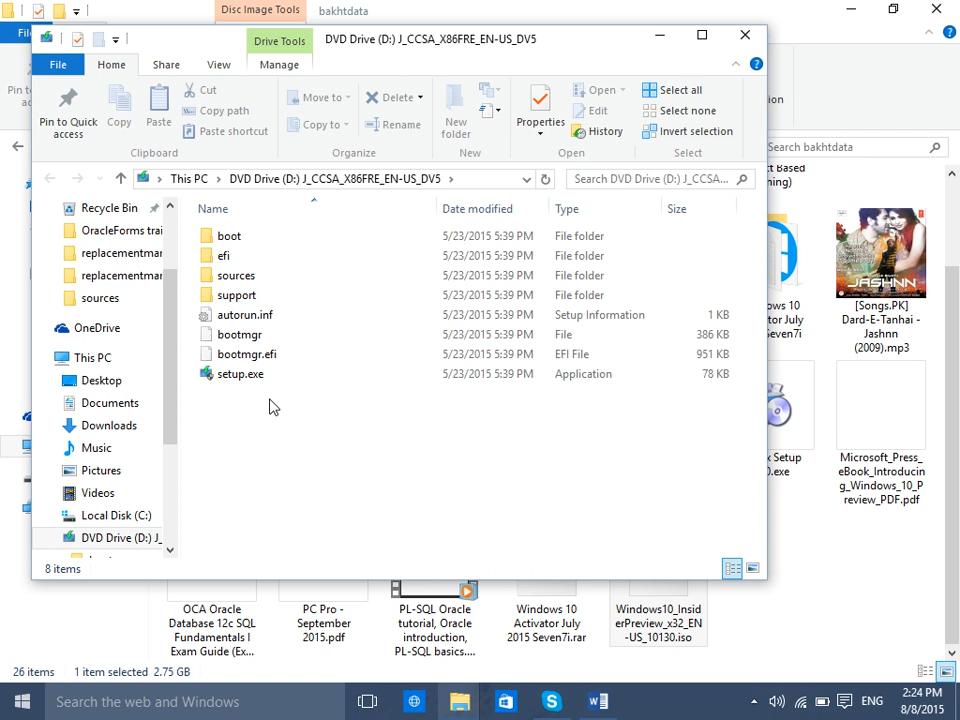 Disc Image Tools
bakhtdata
Drive Tools
DVD Drive (D:) J_CCSA_X86FRE_EN-US_DV5
File
Home
Share
View
Manage
Pin to Quick
access
Copy
Paste
Cut
Copy path
Paste shortcut
Move to
Copy to
Delete
Rename
New
folder
Properties
Open
Edit
History
Select all
Select none
Invert selection
Clipboard
Organize
New
Open
Select
This PC
DVD Drive (D:) J_CCSA_X86FRE_EN-US_DV5
Search DVD Drive (D:) J_CCSA...
Search bakhtdata
Recycle Bin
OracleForms trai
replacementmar
replacementmar
sources
OneDrive
This PC
Desktop
Documents
Downloads
Music
Pictures
Videos
Local Disk (C:)
DVD Drive (D:) J_
Name
Date modified
Type
Size
boot
5/23/2015 5:39 PM
File folder
efi
5/23/2015 5:39 PM
File folder
sources
5/23/2015 5:39 PM
File folder
support
5/23/2015 5:39 PM
File folder
autorun.inf
5/23/2015 5:39 PM
Setup Information
1 KB
bootmgr
5/23/2015 5:39 PM
File
386 KB
bootmgr.efi
5/23/2015 5:39 PM
EFI File
951 KB
setup.exe
5/23/2015 5:39 PM
Application
78 KB
8 items
[Songs.PK]
Dard-E-Tanhai -
Jashnn
(2009).mp3
JASHNN
Microsoft_Press_
eBook_Introducin
g_Windows_10_P
review_PDF.pdf
OCA Oracle
Database 12c SQL
Fundamentals I
Exam Guide (Ex...
PC Pro -
September
2015.pdf
PL-SQL Oracle
tutorial, Oracle
introduction,
PL-SQL basics....
Windows 10
Activator July
2015 Seven7i.rar
Windows10_Insid
erPreview_x32_EN
-US_10130.iso
26 items
1 item selected 2.75 GB
Search the web and Windows
ENG
2:24 PM
8/8/2015